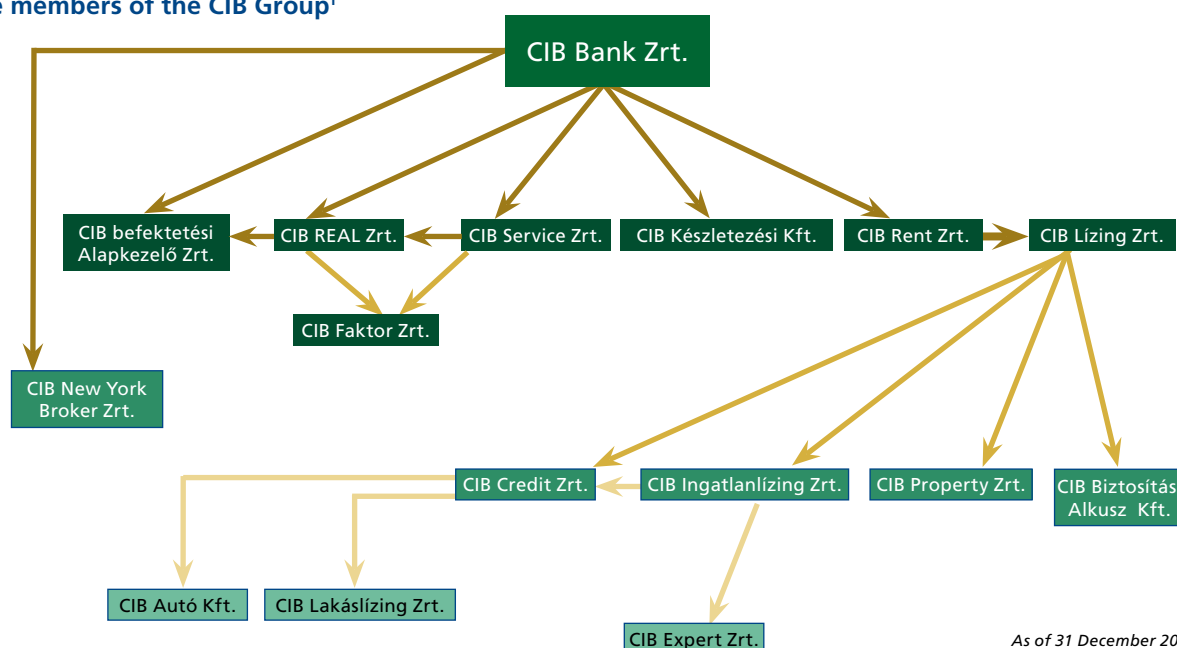 members of the CIB Group¹
CIB Bank Zrt.
CIB befektetési
Alapkezelő Zrt.
CIB REAL Zrt.
CIB Service Zrt.
CIB Készletezési Kft.
CIB Rent Zrt.
CIB Lízing Zrt.
CIB Faktor Zrt.
CIB New York
Broker Zrt.
CIB Credit Zrt.
CIB Ingatlanlízing Zrt.
CIB Property Zrt.
CIB Biztosítás
Alkusz Kft.
CIB Autó Kft.
CIB Lakáslízing Zrt.
CIB Expert Zrt.
As of 31 December 20